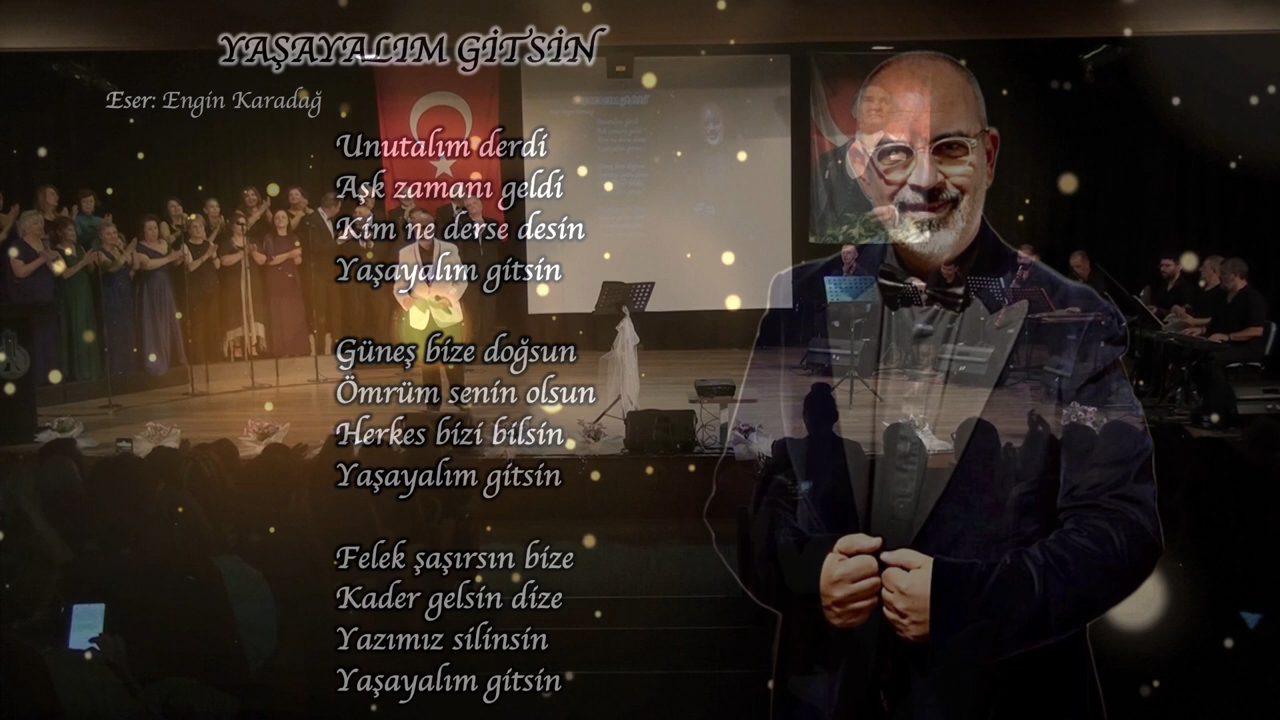 YAŞAYALIM GİTSİN
Eser: Engin Karadağ
Unutalım derdi
Aşk zamanı geldi
Kim ne derse desin
Yaşayalım gitsin
Güneş bize doğsun
Ömrüm senin olsun
Herkes bizi bilsin
Yaşayalım gitsin
Felek şaşırsın bize
Kader gelsin dize
Yazımız silinsin
Yaşayalım gitsin